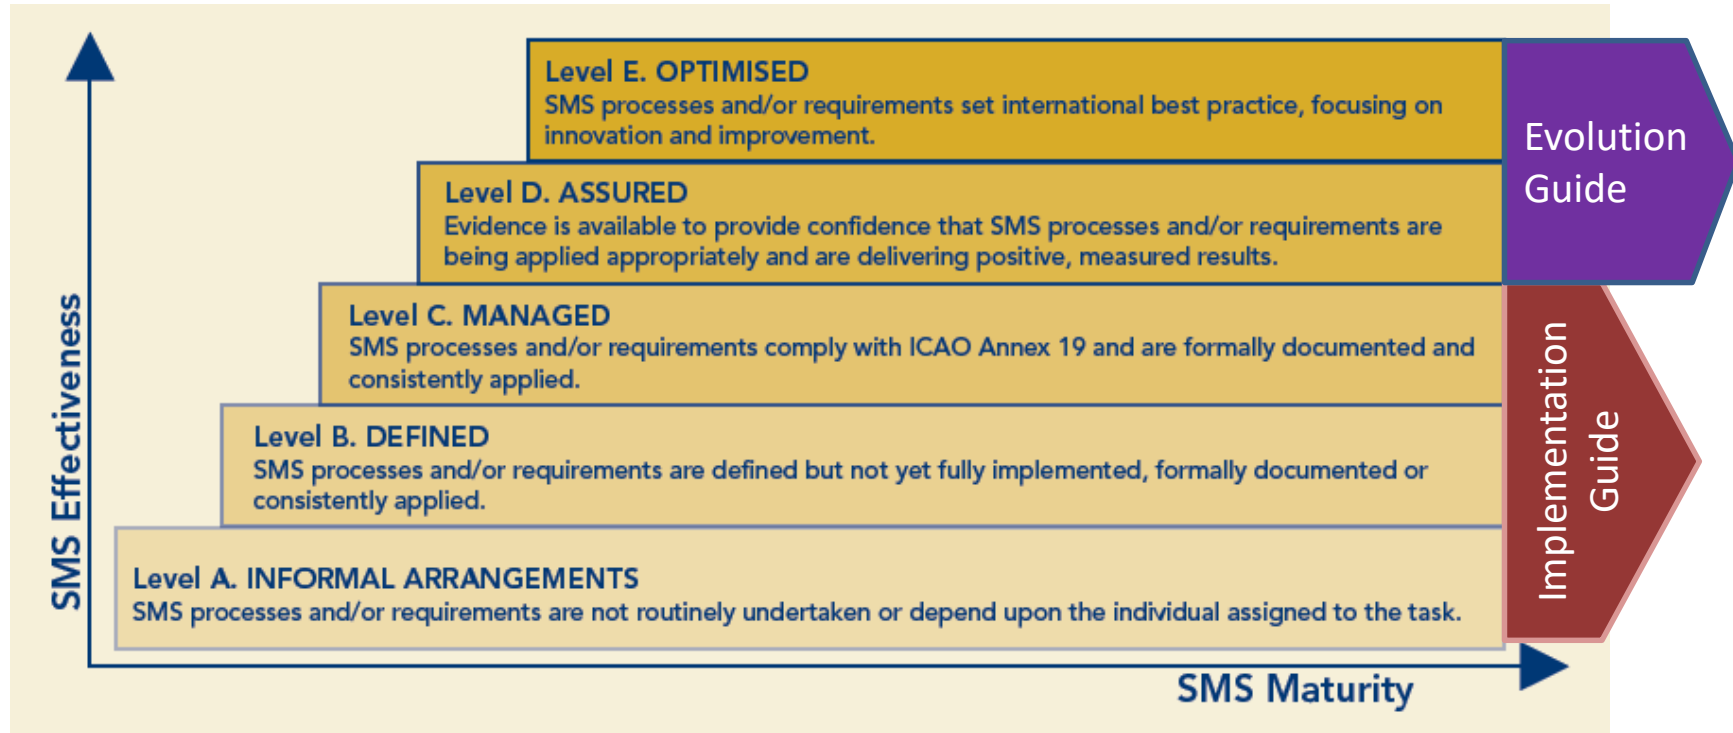 Level E. OPTIMISED
SMS processes and/or requirements set international best practice, focusing on
innovation and improvement.
Level D. ASSURED
Evidence is available to provide confidence that SMS processes and/or requirements are
being applied appropriately and are delivering positive, measured results.
Level C. MANAGED
SMS processes and/or requirements comply with ICAO Annex 19 and are formally documented and
consistently applied.
Level B. DEFINED
SMS processes and/or requirements are defined but not yet fully implemented, formally documented or
consistently applied.
Level A. INFORMAL ARRANGEMENTS
SMS processes and/or requirements are not routinely undertaken or depend upon the individual assigned to the task.
Evolution
Guide
Implementation
Guide
SMS Effectiveness
SMS Maturity